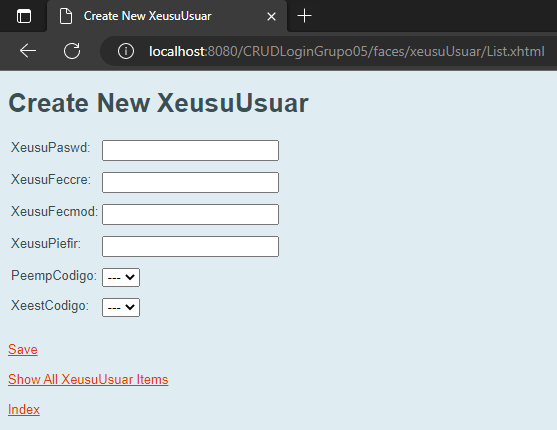 Create New XeusuUsuar
localhost:8080/CRUDLoginGrupo05/faces/xeusuUsuar/List.xhtml
Create New XeusuUsuar
XeusuPaswd:
XeusuFeccre:
XeusuFecmod:
XeusuPiefir:
PeempCodigo: ---
XeestCodigo: ---
Save
Show All XeusuUsuar Items
Index